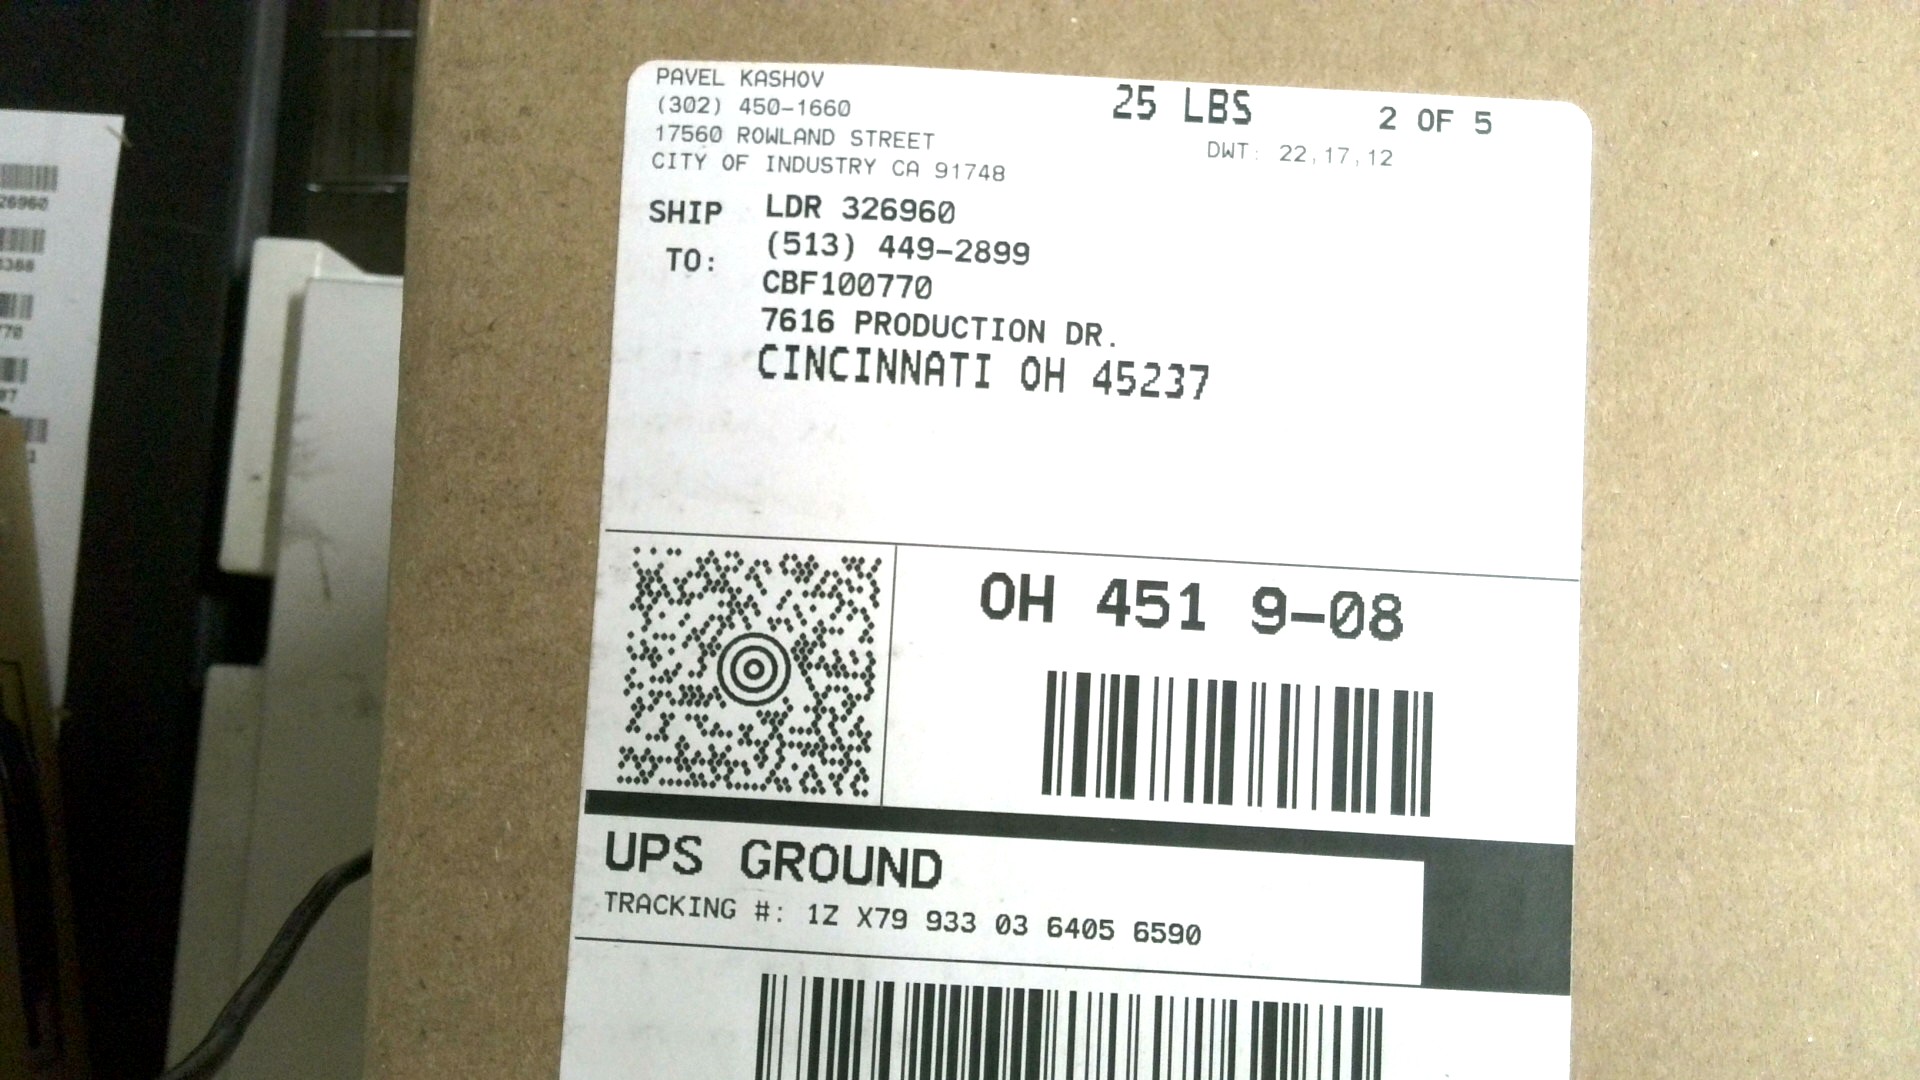 PAVEL KASHOV
(302) 450-1660
17560 ROWLAND STREET
CITY OF INDUSTRY CA 91748
25 LBS
2 OF 5
DWT: 22,17,12
SHIP TO:
LDR 326960
(513) 449-2899
CBF100770
7616 PRODUCTION DR.
CINCINNATI OH 45237
OH 451 9-08
UPS GROUND
TRACKING #: 1Z X79 933 03 6405 6590
26960